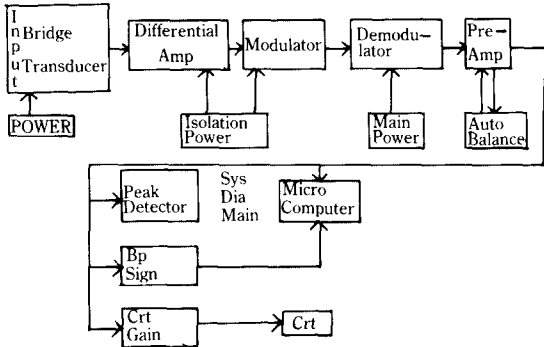 Input
Bridge
Transducer
Differential
Amp
Modulator
Demodu-
lator
Pre-
Amp
POWER
Isolation
Power
Main
Power
Auto
Balance
Peak
Detector
Sys
Dia
Main
Micro
Computer
Bp
Sign
Crt
Gain
Crt